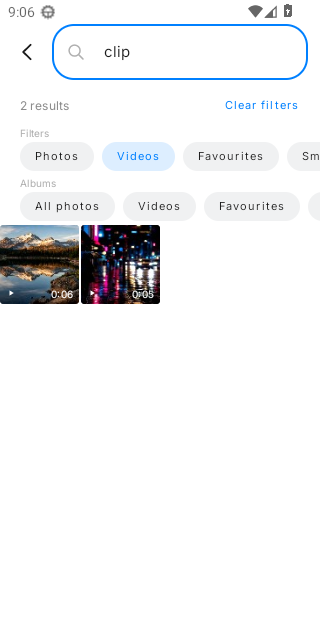 9:06
clip
2 results
Clear filters
Filters
Photos
Videos
Favourites
Sm
Albums
All photos
Videos
Favourites
0:06
0:05